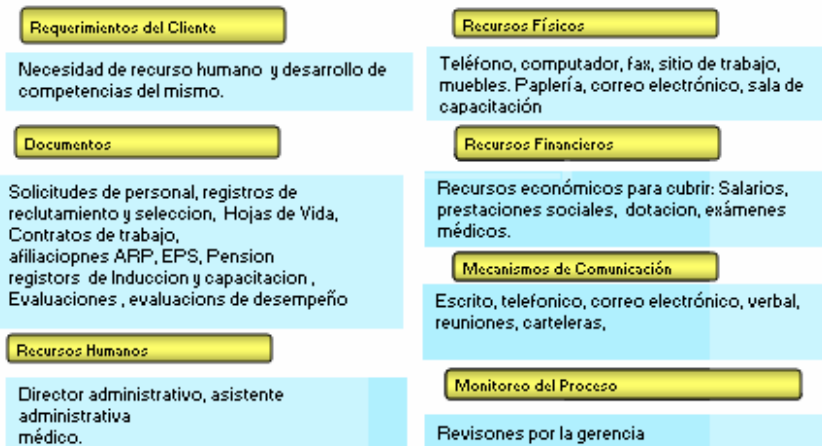 Requerimientos del Cliente
Necesidad de recurso humano y desarrollo de
competencias del mismo.
Documentos
Solicitudes de personal, registros de
reclutamiento y seleccion, Hojas de Vida,
Contratos de trabajo,
afiliaciopnes ARP, EPS, Pension
registors de Induccion y capacitacion ,
Evaluaciones , evaluacions de desempeño
Recursos Humanos
Director administrativo, asistente
administrativa
médico.
Recursos Físicos
Teléfono, computador, fax, sitio de trabajo,
muebles. Paplería, correo electrónico, sala de
capacitación
Recursos Financieros
Recursos económicos para cubrir: Salarios,
prestaciones sociales, dotacion, exámenes
médicos.
Mecanismos de Comunicación
Escrito, telefonico, correo electrónico, verbal,
reuniones, carteleras,
Monitoreo del Proceso
Revisones por la gerencia